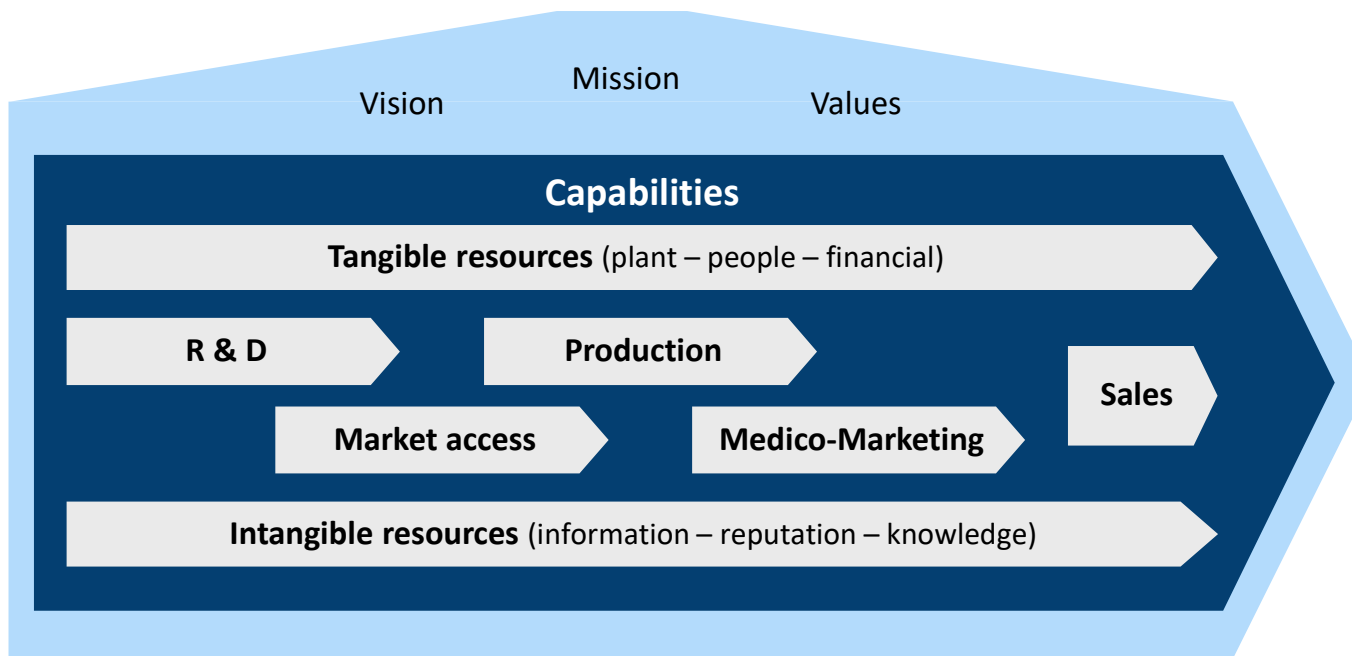 Mission
Vision
Values
Capabilities
Tangible resources (plant – people – financial)
R & D
Production
Sales
Market access
Medico-Marketing
Intangible resources (information – reputation – knowledge)